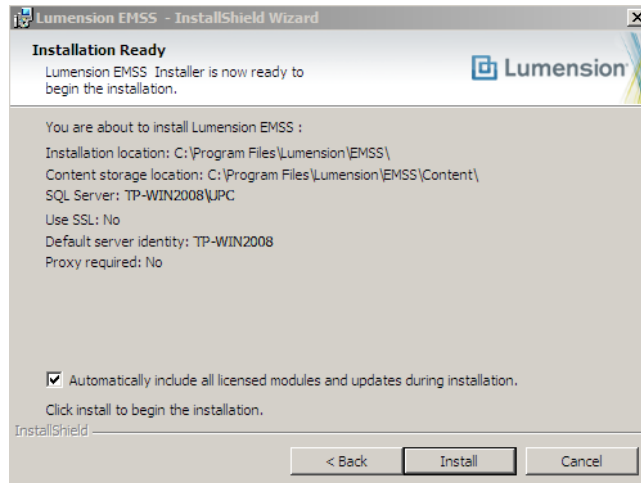 Lumension EMSS - InstallShield Wizard
Installation Ready
Lumension EMSS Installer is now ready to
begin the installation.
Lumension
You are about to install Lumension EMSS :
Installation location: C:\Program Files\Lumension\EMSS\
Content storage location: C:\Program Files\Lumension\EMSS\Content\
SQL Server: TP-WIN2008\UPC
Use SSL: No
Default server identity: TP-WIN2008
Proxy required: No
Automatically include all licensed modules and updates during installation.
Click install to begin the installation.
InstallShield
< Back
Install
Cancel